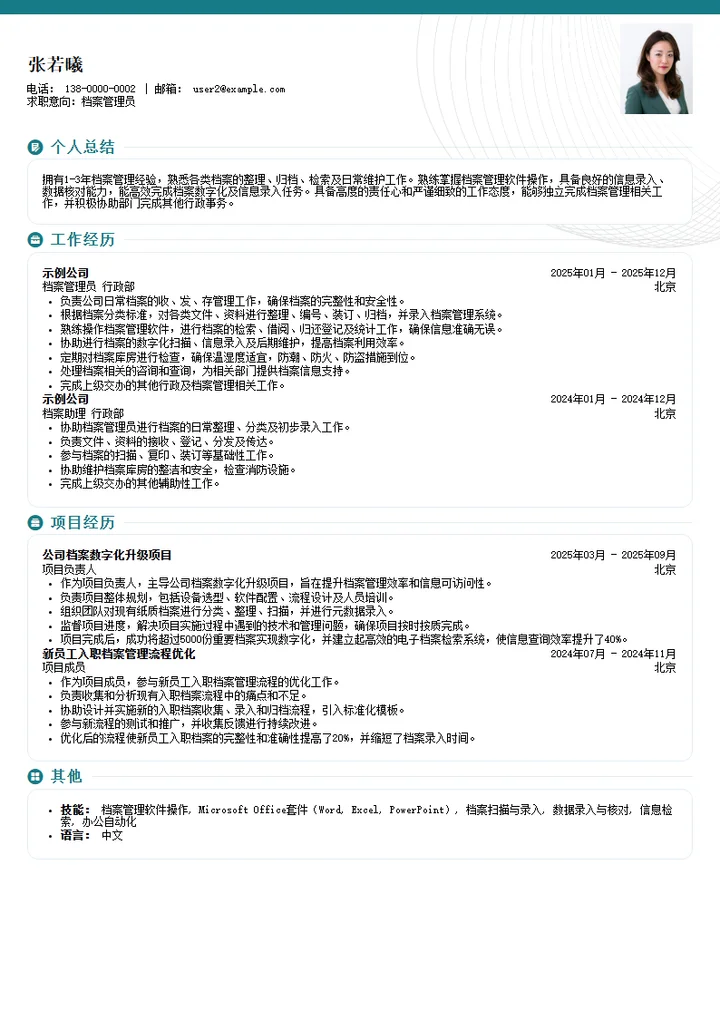 张若曦
电话： 138-0000-0002 | 邮箱： user2@example.com
求职意向：档案管理员
个人总结
拥有1-3年档案管理经验，熟悉各类档案的整理、归档、检索及日常维护工作。熟练掌握档案管理软件操作，具备良好的信息录入、
数据核对能力，能高效完成档案数字化及信息录入任务。具备高度的责任心和严谨细致的工作态度，能够独立完成档案管理相关工
作，并积极协助部门完成其他行政事务。
工作经历
示例公司 2025年01月 - 2025年12月
档案管理员 行政部 北京
• 负责公司日常档案的收、发、存管理工作，确保档案的完整性和安全性。
• 根据档案分类标准，对各类文件、资料进行整理、编号、装订、归档，并录入档案管理系统。
• 熟练操作档案管理软件，进行档案的检索、借阅、归还登记及统计工作，确保信息准确无误。
• 协助进行档案的数字化扫描、信息录入及后期维护，提高档案利用效率。
• 定期对档案库房进行检查，确保温湿度适宜，防潮、防火、防盗措施到位。
• 处理档案相关的咨询和查询，为相关部门提供档案信息支持。
• 完成上级交办的其他行政及档案管理相关工作。
示例公司 2024年01月 - 2024年12月
档案助理 行政部 北京
• 协助档案管理员进行档案的日常整理、分类及初步录入工作。
• 负责文件、资料的接收、登记、分发及传达。
• 参与档案的扫描、复印、装订等基础性工作。
• 协助维护档案库房的整洁和安全，检查消防设施。
• 完成上级交办的其他辅助性工作。
项目经历
公司档案数字化升级项目 2025年03月 - 2025年09月
项目负责人 北京
• 作为项目负责人，主导公司档案数字化升级项目，旨在提升档案管理效率和信息可访问性。
• 负责项目整体规划，包括设备选型、软件配置、流程设计及人员培训。
• 组织团队对现有纸质档案进行分类、整理、扫描，并进行元数据录入。
• 监督项目进度，解决项目实施过程中遇到的技术和管理问题，确保项目按时按质完成。
• 项目完成后，成功将超过5000份重要档案实现数字化，并建立起高效的电子档案检索系统，使信息查询效率提升了40%。
新员工入职档案管理流程优化 2024年07月 - 2024年11月
项目成员 北京
• 作为项目成员，参与新员工入职档案管理流程的优化工作。
• 负责收集和分析现有入职档案流程中的痛点和不足。
• 协助设计并实施新的入职档案收集、录入和归档流程，引入标准化模板。
• 参与新流程的测试和推广，并收集反馈进行持续改进。
• 优化后的流程使新员工入职档案的完整性和准确性提高了20%，并缩短了档案录入时间。
其他
• 技能： 档案管理软件操作, Microsoft Office套件（Word, Excel, PowerPoint）, 档案扫描与录入, 数据录入与核对, 信息检
索, 办公自动化
• 语言： 中文